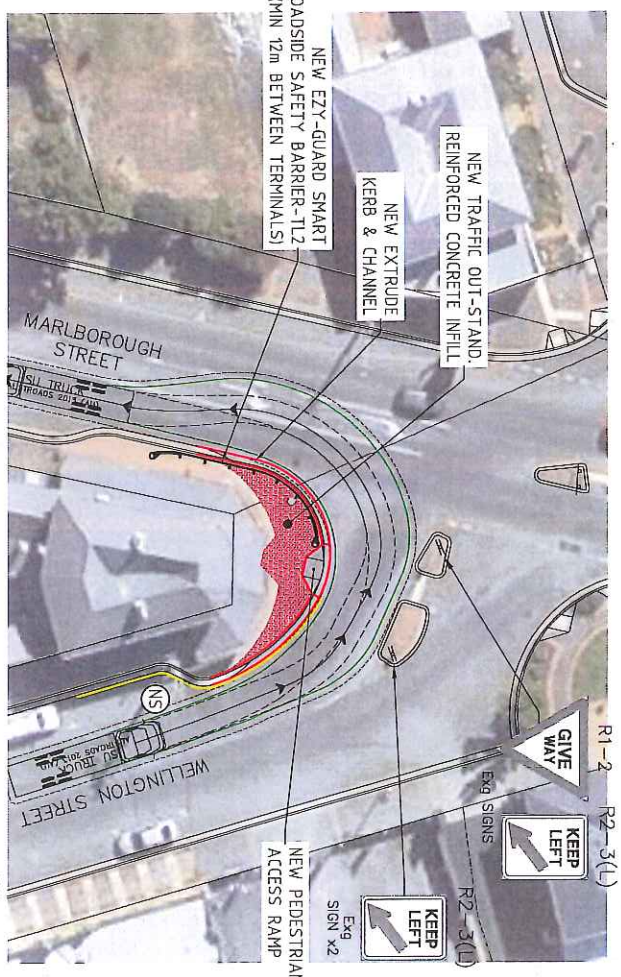 NEW TRAFFIC OUT-STAND.
REINFORCED CONCRETE INFILL
NEW EXTRUDE
KERB & CHANNEL
NEW EZY-GUARD SMART
ROADSIDE SAFETY BARRIER-TL2
(MIN 12m BETWEEN TERMINALS)
MARLBOROUGH
STREET
SU TRUCK
WELLINGTON STREET
SU TRUCK
NS
NEW PEDESTRIAN
ACCESS RAMP
R1-2
GIVE
WAY
R2-3(L)
KEEP
LEFT
Exg SIGNS
R2-3(L)
KEEP
LEFT
Exg
SIGN x2